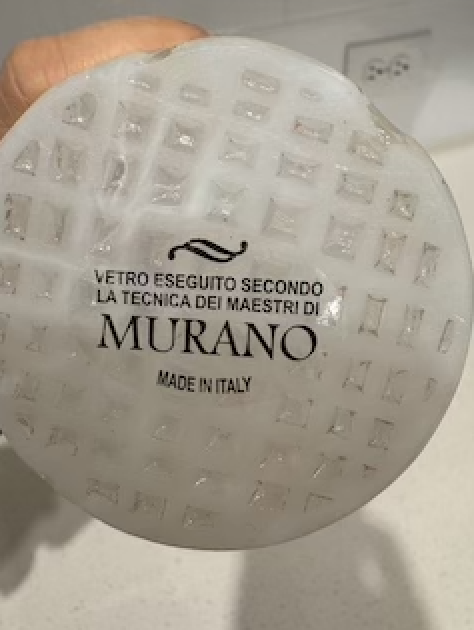 VETRO ESEGUITO SECONDO
LA TECNICA DEI MAESTRI DI
MURANO
MADE IN ITALY